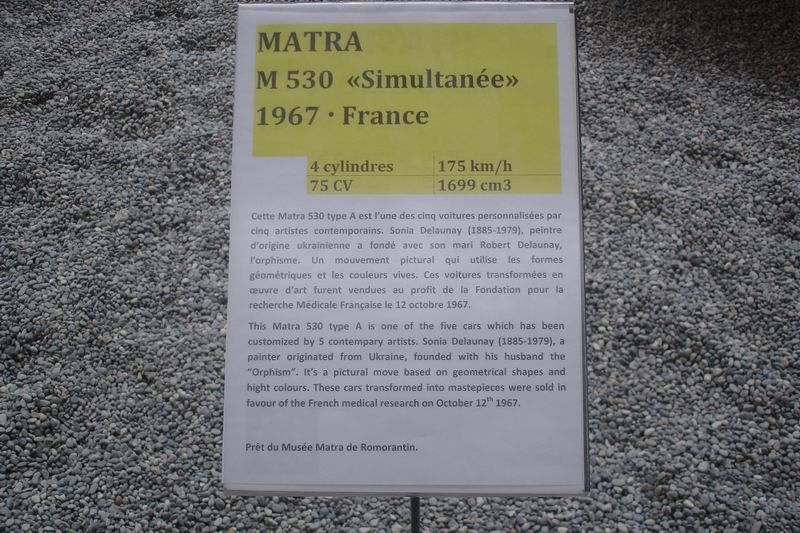 MATRA
M 530 «Simultanée»
1967 · France
4 cylindres 175 km/h
75 CV 1699 cm3
Cette Matra 530 type A est l'une des cinq voitures personnalisées par
cinq artistes contemporains. Sonia Delaunay (1885-1979), peintre
d'origine ukrainienne a fondé avec son mari Robert Delaunay,
l'orphisme. Un mouvement pictural qui utilise les formes
géométriques et les couleurs vives. Ces voitures transformées en
œuvre d'art furent vendues au profit de la Fondation pour la
recherche Médicale Française le 12 octobre 1967.
This Matra 530 type A is one of the five cars which has been
customized by 5 contempary artists. Sonia Delaunay (1885-1979), a
painter originated from Ukraine, founded with his husband the
"Orphism". It's a pictural move based on geometrical shapes and
hight colours. These cars transformed into mastepieces were sold in
favour of the French medical research on October 12th 1967.
Prêt du Musée Matra de Romorantin.